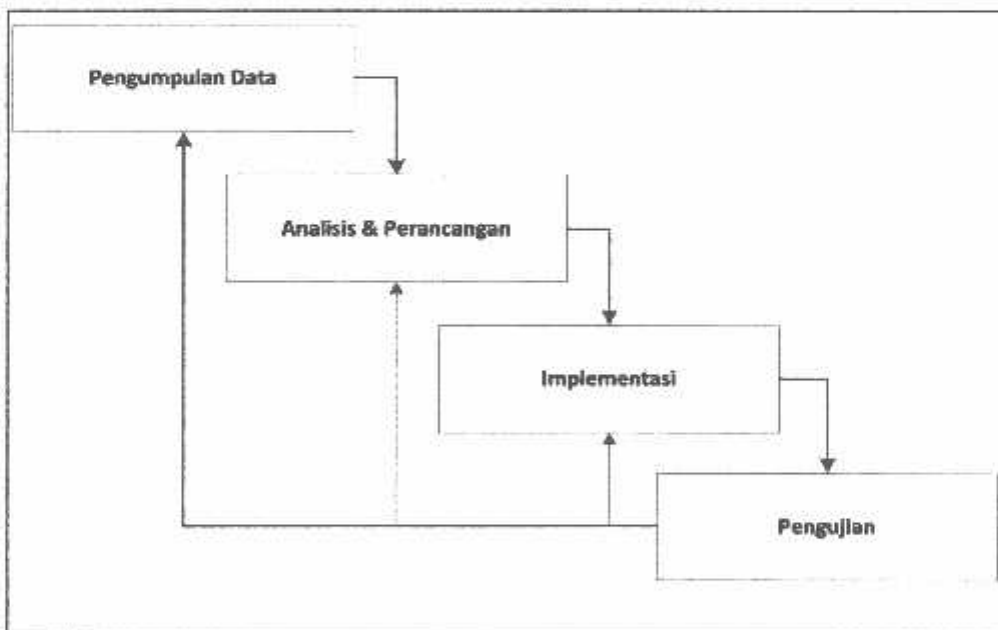 Pengumpulan Data
Analisis & Perancangan
Implementasi
Pengujian